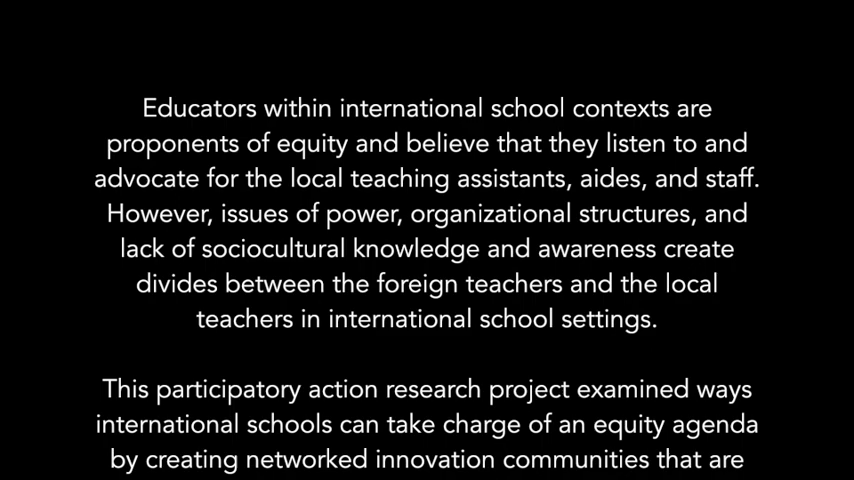 Educators within international school contexts are
proponents of equity and believe that they listen to and
advocate for the local teaching assistants, aides, and staff.
However, issues of power, organizational structures, and
lack of sociocultural knowledge and awareness create
divides between the foreign teachers and the local
teachers in international school settings.
This participatory action research project examined ways
international schools can take charge of an equity agenda
by creating networked innovation communities that are